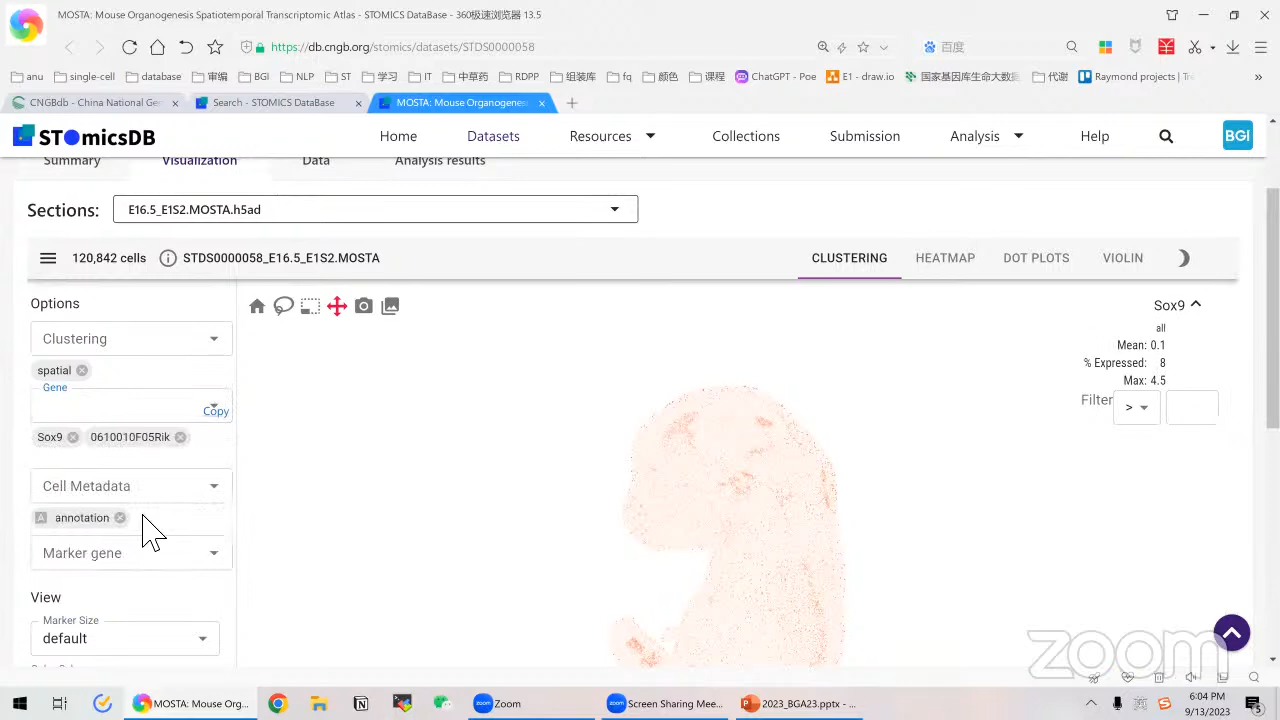 MOSTA: Mouse Organogenesis Spatiotemporal Transcriptomic Atlas - STOMICS DataBase - 360极速浏览器 13.5
https://db.cngb.org/stomics/datasets/STDS0000058
百度
anu single-cell database 审编 BGI NLP ST 学习 IT 中草药 RDPP 组装库 fq 颜色 课程 ChatGPT - Poe E1 - draw.io 国家基因库生命大数据 代谢 Raymond projects | Tre »
CNGBdb - China National Gen × Search - STOMICS DataBase × MOSTA: Mouse Organogenesi ×
STOmicsDB
Home Datasets Resources Collections Submission Analysis Help BGI
Summary Visualization Data Analysis results
Sections: E16.5_E1S2.MOSTA.h5ad
120,842 cells STDS0000058_E16.5_E1S2.MOSTA CLUSTERING HEATMAP DOT PLOTS VIOLIN
Options
Clustering
spatial
Gene
Copy
Sox9 0610010F05Rik
Cell Metadata
A annotation
Marker gene
View
Marker Size
default
Sox9
all
Mean: 0.1
% Expressed: 8
Max: 4.5
Filter >
zoom
MOSTA Mouse Org... Zoom Screen Sharing Mee... 2023_BGA23.pptx - ...
6:04 PM
9/13/2023
5